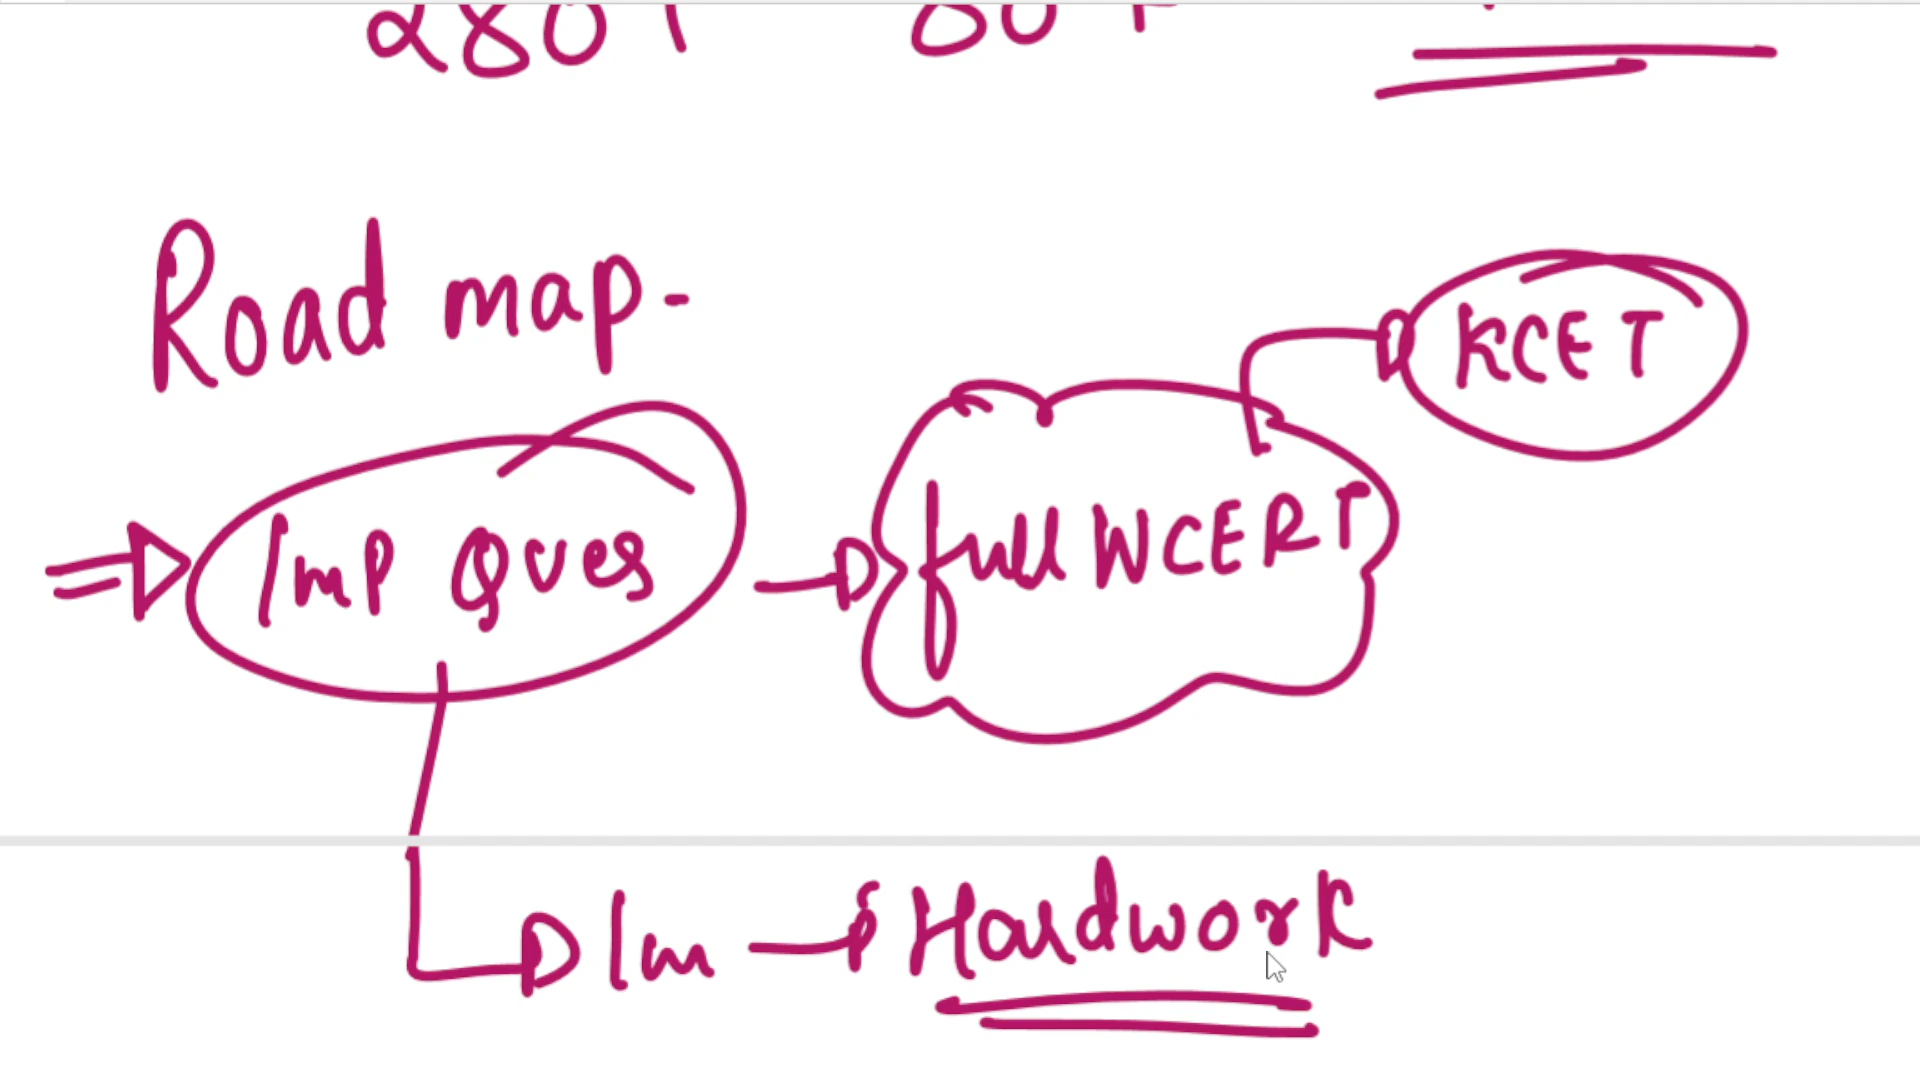 Road map -
KCET
Imp Ques
full NCERT
1m Hardwork